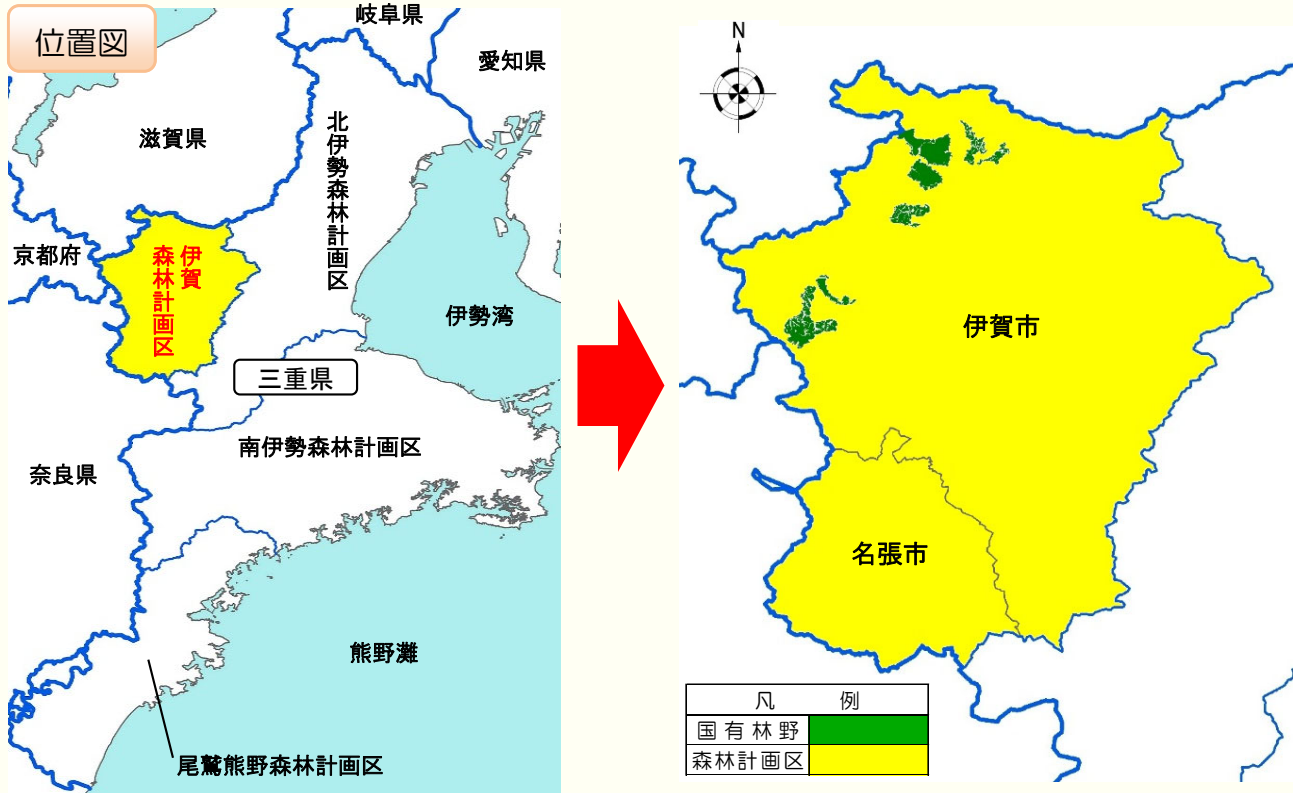 位置図
岐阜県
愛知県
滋賀県
北伊勢森林計画区
京都府
伊賀
森林計画区
伊勢湾
三重県
南伊勢森林計画区
奈良県
熊野灘
尾鷲熊野森林計画区
N
伊賀市
名張市
凡 例
国有林野
森林計画区